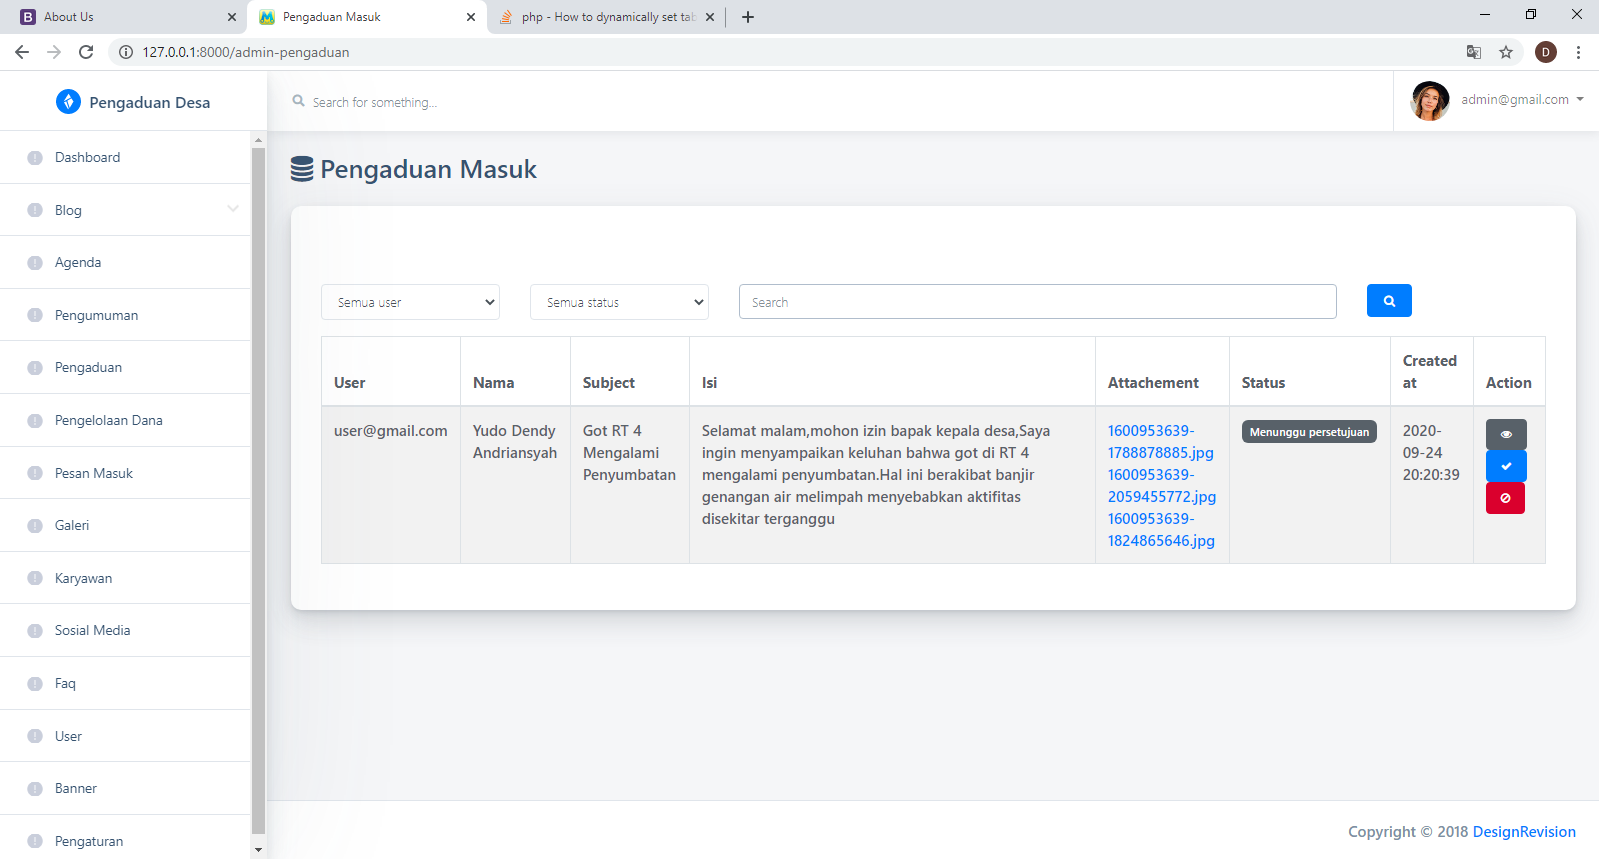 About Us
Pengaduan Masuk
php - How to dynamically set tab
127.0.0.1:8000/admin-pengaduan
D
Pengaduan Desa
Search for something...
admin@gmail.com
Dashboard
Blog
Agenda
Pengumuman
Pengaduan
Pengelolaan Dana
Pesan Masuk
Galeri
Karyawan
Sosial Media
Faq
User
Banner
Pengaturan
Pengaduan Masuk
Semua user
Semua status
Search
User
Nama
Subject
Isi
Attachement
Status
Created
at
Action
user@gmail.com
Yudo Dendy
Andriansyah
Got RT 4
Mengalami
Penyumbatan
Selamat malam,mohon izin bapak kepala desa,Saya
ingin menyampaikan keluhan bahwa got di RT 4
mengalami penyumbatan.Hal ini berakibat banjir
genangan air melimpah menyebabkan aktifitas
disekitar terganggu
1600953639-
1788878885.jpg
1600953639-
2059455772.jpg
1600953639-
1824865646.jpg
Menunggu persetujuan
2020-
09-24
20:20:39
Copyright © 2018 DesignRevision